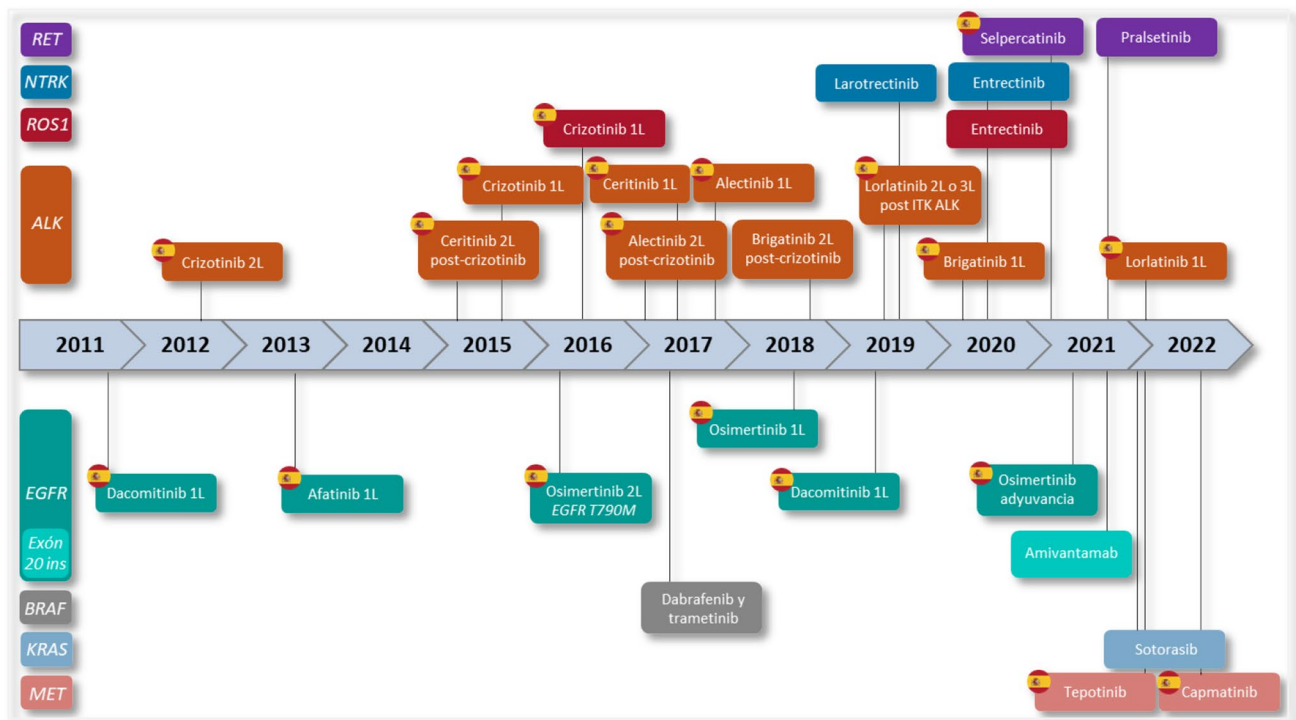 RET
Selpercatinib
Pralsetinib
NTRK
Larotrectinib
Entrectinib
ROS1
Crizotinib 1L
Entrectinib
ALK
Crizotinib 1L
Ceritinib 1L
Alectinib 1L
Lorlatinib 2L o 3L
post ITK ALK
Crizotinib 2L
Ceritinib 2L
post-crizotinib
Alectinib 2L
post-crizotinib
Brigatinib 2L
post-crizotinib
Brigatinib 1L
Lorlatinib 1L
2011 2012 2013 2014 2015 2016 2017 2018 2019 2020 2021 2022
EGFR
Osimertinib 1L
Dacomitinib 1L
Afatinib 1L
Osimertinib 2L
EGFR T790M
Dacomitinib 1L
Osimertinib
adyuvancia
Exón
20 ins
Amivantamab
BRAF
Dabrafenib y
trametinib
KRAS
Sotorasib
MET
Tepotinib
Capmatinib